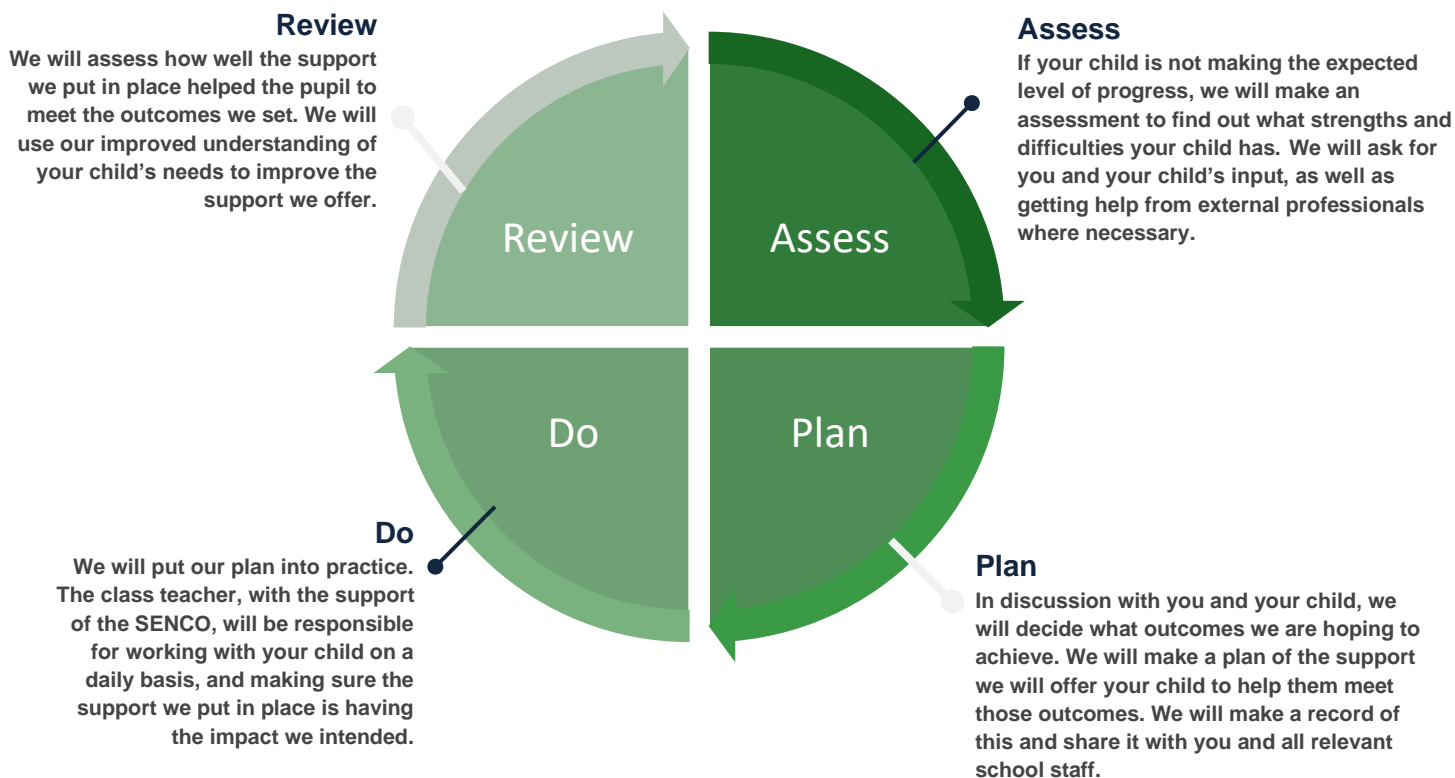 Review
We will assess how well the support
we put in place helped the pupil to
meet the outcomes we set. We will
use our improved understanding of
your child’s needs to improve the
support we offer.
Assess
If your child is not making the expected
level of progress, we will make an
assessment to find out what strengths and
difficulties your child has. We will ask for
you and your child’s input, as well as
getting help from external professionals
where necessary.
Review
Assess
Do
Plan
Do
We will put our plan into practice.
The class teacher, with the support
of the SENCO, will be responsible
for working with your child on a
daily basis, and making sure the
support we put in place is having
the impact we intended.
Plan
In discussion with you and your child, we
will decide what outcomes we are hoping to
achieve. We will make a plan of the support
we will offer your child to help them meet
those outcomes. We will make a record of
this and share it with you and all relevant
school staff.